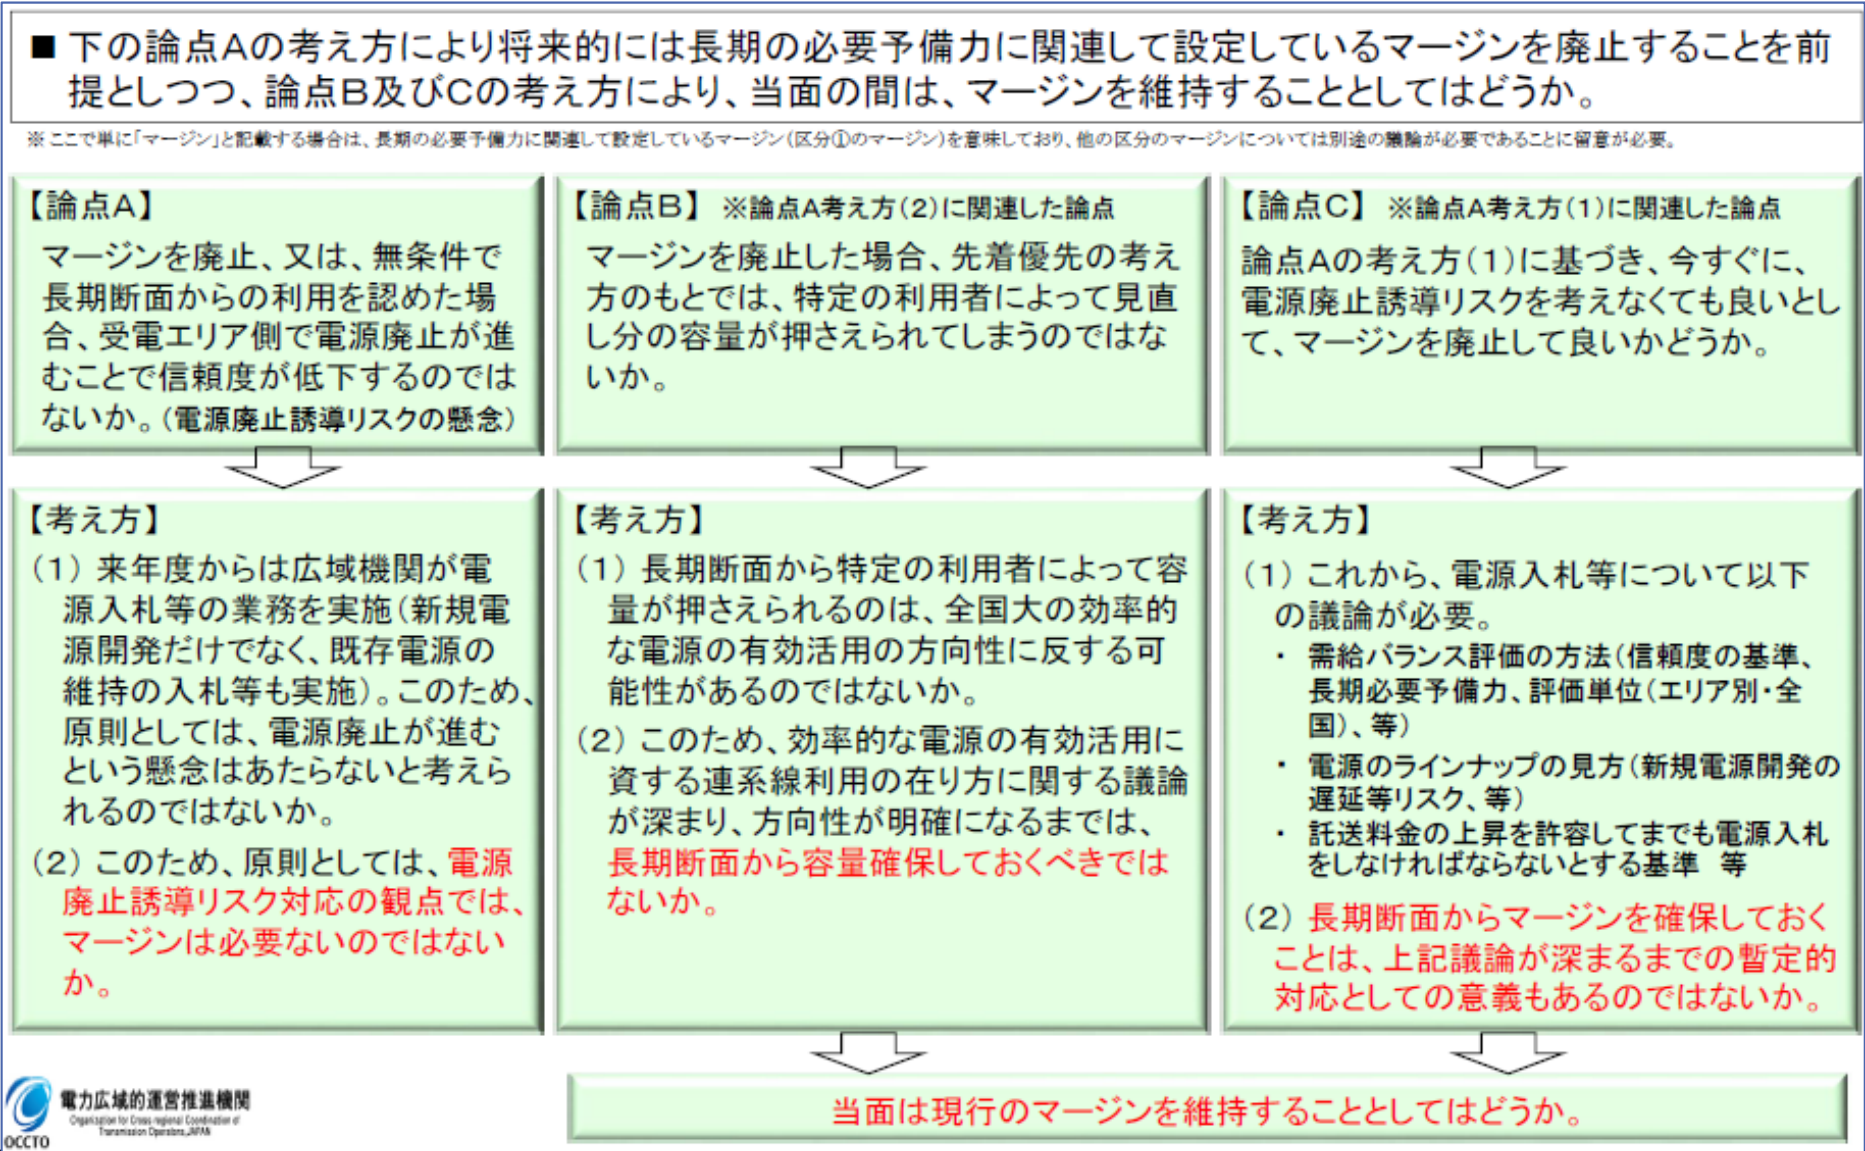 ■ 下の論点Aの考え方により将来的には長期の必要予備力に関連して設定しているマージンを廃止することを前
提としつつ、論点B及びCの考え方により、当面の間は、マージンを維持することとしてはどうか。
※ ここで単に「マージン」と記載する場合は、長期の必要予備力に関連して設定しているマージン(区分①のマージン)を意味しており、他の区分のマージンについては別途の議論が必要であることに留意が必要。
【論点A】
マージンを廃止、又は、無条件で
長期断面からの利用を認めた場
合、受電エリア側で電源廃止が進
むことで信頼度が低下するのでは
ないか。(電源廃止誘導リスクの懸念)
【考え方】
(1) 来年度からは広域機関が電
源入札等の業務を実施(新規電
源開発だけでなく、既存電源の
維持の入札等も実施)。このため、
原則としては、電源廃止が進む
という懸念はあたらないと考えら
れるのではないか。
(2) このため、原則としては、電源
廃止誘導リスク対応の観点では、
マージンは必要ないのではない
か。
【論点B】 ※論点A考え方(2)に関連した論点
マージンを廃止した場合、先着優先の考え
方のもとでは、特定の利用者によって見直
し分の容量が押さえられてしまうのではな
いか。
【考え方】
(1) 長期断面から特定の利用者によって容
量が押さえられるのは、全国大の効率的
な電源の有効活用の方向性に反する可
能性があるのではないか。
(2) このため、効率的な電源の有効活用に
資する連系線利用の在り方に関する議論
が深まり、方向性が明確になるまでは、
長期断面から容量確保しておくべきでは
ないか。
【論点C】 ※論点A考え方(1)に関連した論点
論点Aの考え方(1)に基づき、今すぐに、
電源廃止誘導リスクを考えなくても良いとし
て、マージンを廃止して良いかどうか。
【考え方】
(1) これから、電源入札等について以下
の議論が必要。
・ 需給バランス評価の方法(信頼度の基準、
長期必要予備力、評価単位(エリア別・全
国)、等)
・ 電源のラインナップの見方(新規電源開発の
遅延等リスク、等)
・ 託送料金の上昇を許容してまでも電源入札
をしなければならないとする基準 等
(2) 長期断面からマージンを確保しておく
ことは、上記議論が深まるまでの暫定的
対応としての意義もあるのではないか。
当面は現行のマージンを維持することとしてはどうか。
電力広域的運営推進機関
Organization for Cross-regional Coordination of
Transmission Operators, JAPAN
OCCTO